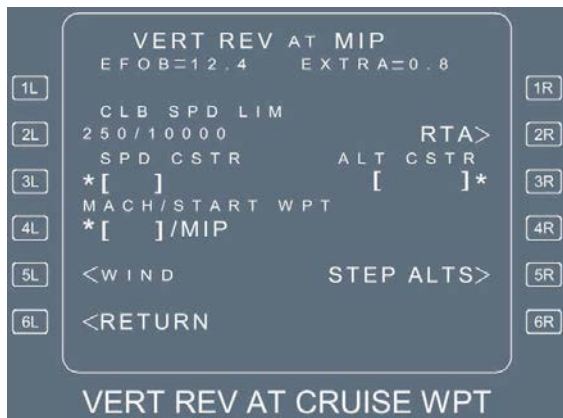 VERT REV AT MIP
EFOB=12.4 EXTRA=0.8
1L 1R
CLB SPD LIM
2L 250/10000 RTA> 2R
SPD CSTR ALT CSTR
3L *[ ] [ ]* 3R
MACH/START WPT
4L *[ ]/MIP 4R
5L <WIND STEP ALTS> 5R
6L <RETURN 6R
VERT REV AT CRUISE WPT